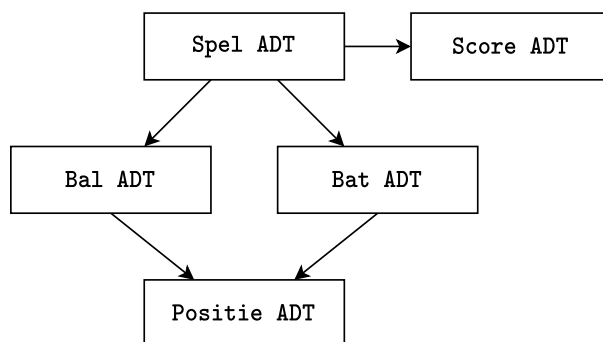 Spel ADT
Score ADT
Bal ADT
Bat ADT
Positie ADT